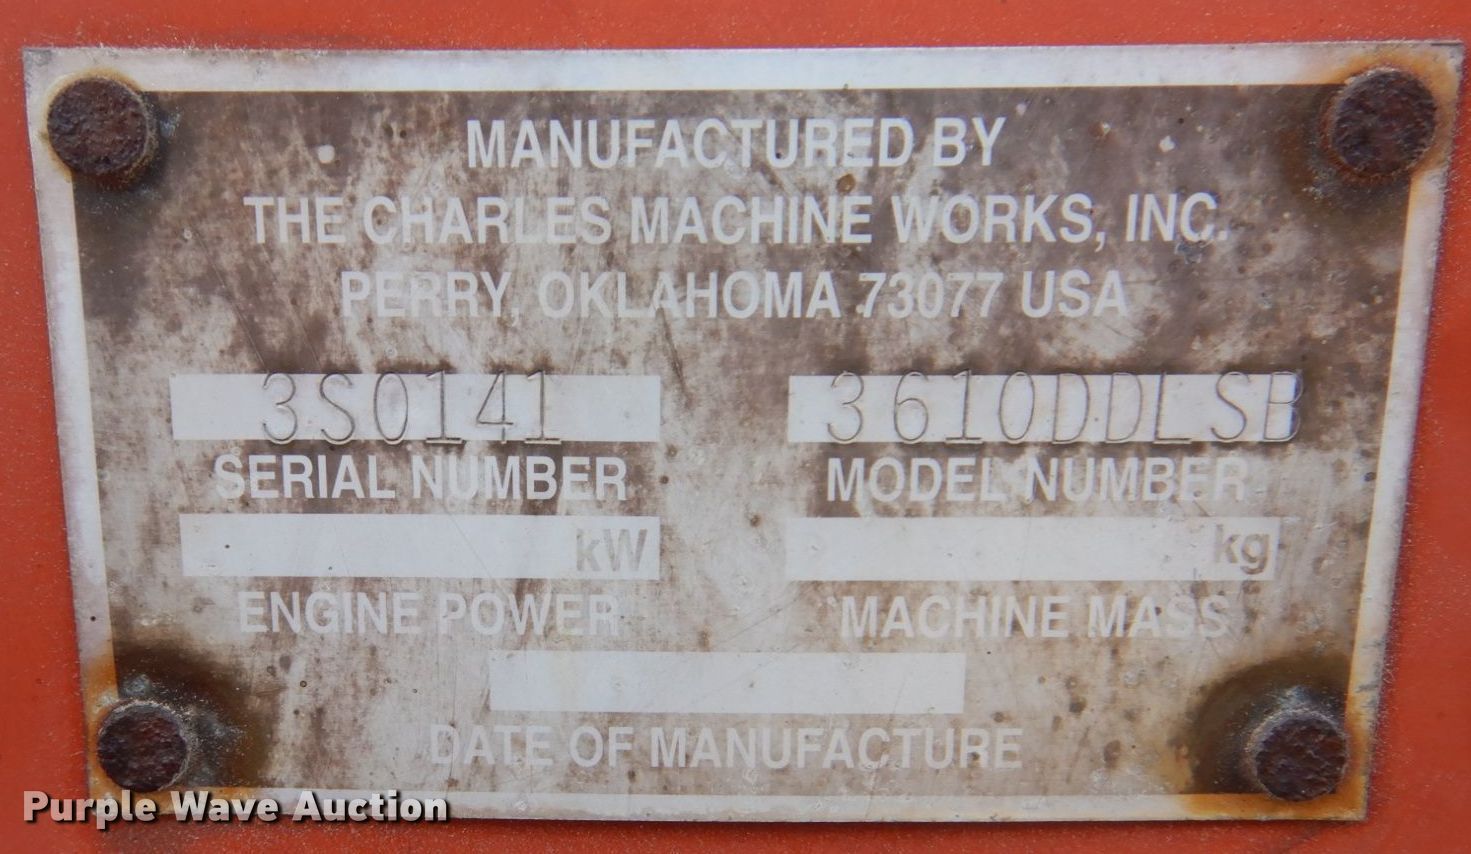 MANUFACTURED BY
THE CHARLES MACHINE WORKS, INC.
PERRY, OKLAHOMA 73077 USA
3S0141 3610DDLSB
SERIAL NUMBER MODEL NUMBER
kW kg
ENGINE POWER MACHINE MASS
DATE OF MANUFACTURE
Purple Wave Auction